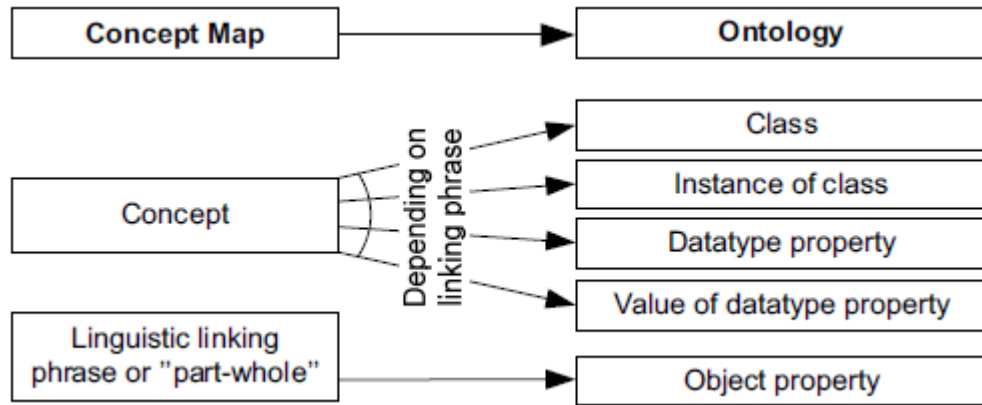 Concept Map
Ontology
Class
Instance of class
Concept
Depending on
linking phrase
Datatype property
Value of datatype property
Linguistic linking
phrase or ”part-whole”
Object property